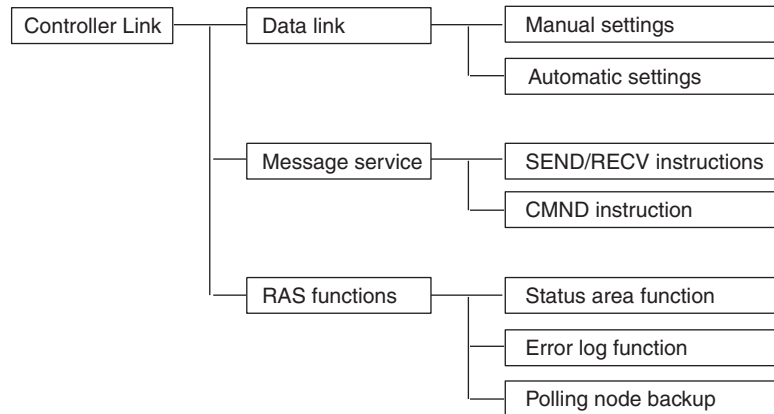 Controller Link
Data link
Manual settings
Automatic settings
Message service
SEND/RECV instructions
CMND instruction
RAS functions
Status area function
Error log function
Polling node backup